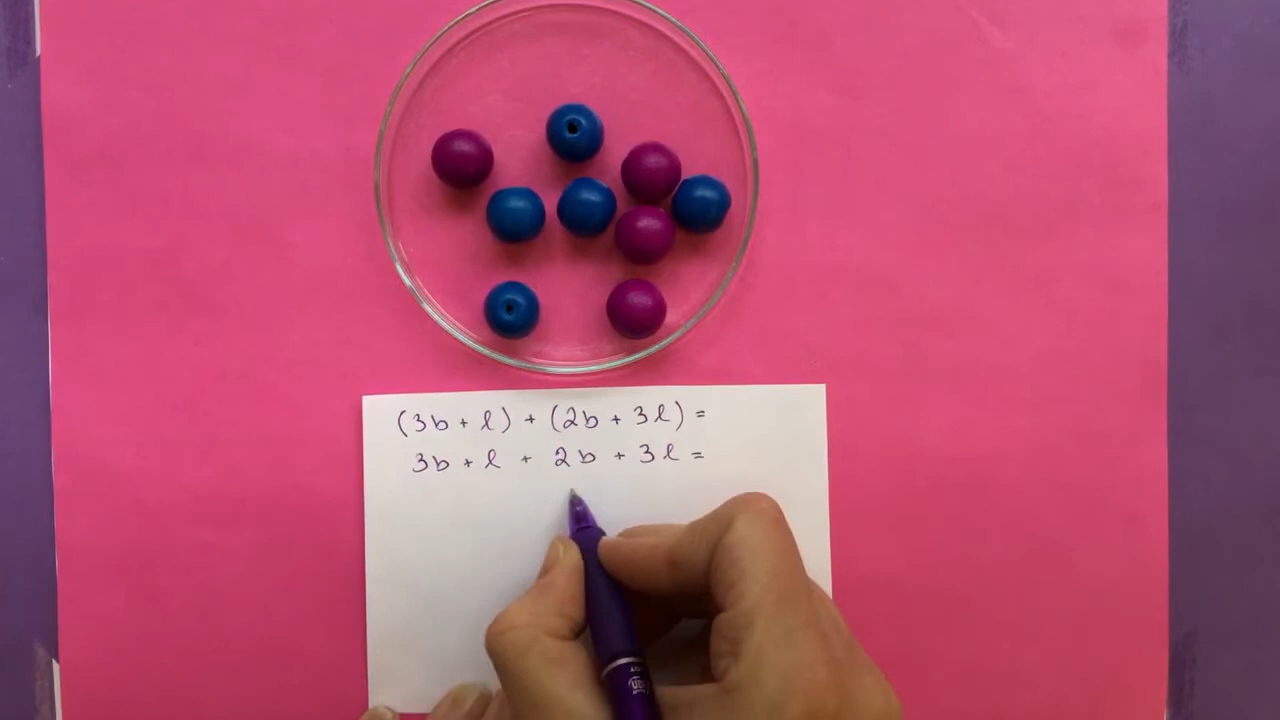 (3b + l) + (2b + 3l) =
3b + l + 2b + 3l =